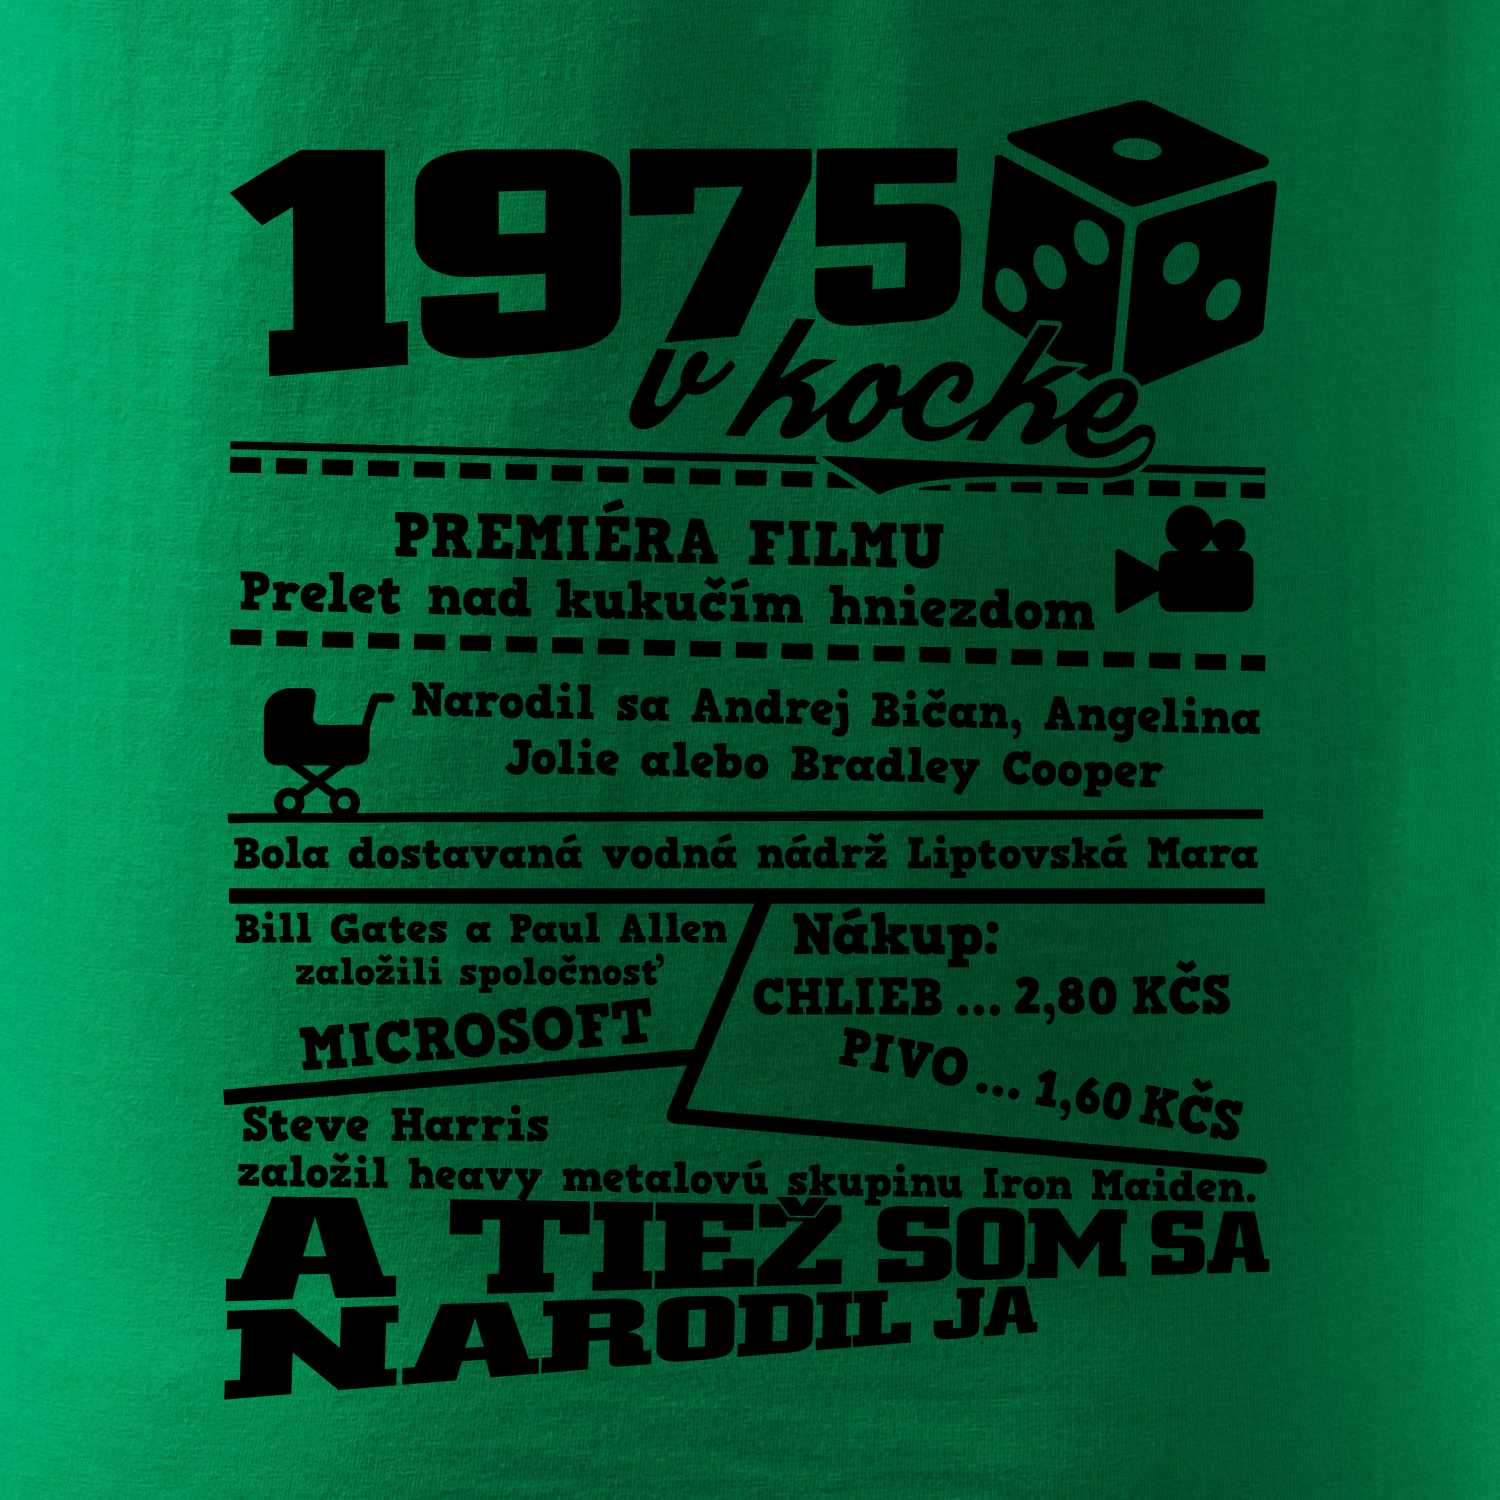 1975
v kocke
PREMIÉRA FILMU
Prelet nad kukučím hniezdom
Narodil sa Andrej Bičan, Angelina
Jolie alebo Bradley Cooper
Bola dostavaná vodná nádrž Liptovská Mara
Bill Gates a Paul Allen
založili spoločnosť
MICROSOFT
Nákup:
CHLIEB ... 2,80 KČS
PIVO ... 1,60 KČS
Steve Harris
založil heavy metalovú skupinu Iron Maiden.
A TIEŽ SOM SA
NARODIL JA